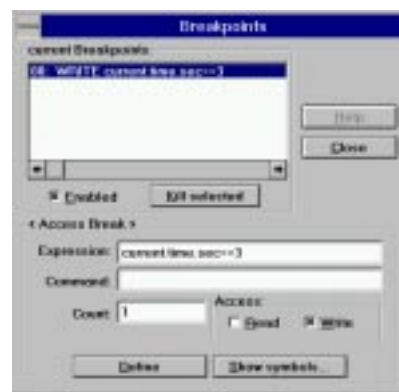 Breakpoints
current Breakpoints:
00: WRITE current.time.sec==3
Help
Close
Enabled
Kill selected
< Access Break >
Expression: current.time.sec==3
Command:
Count: 1
Access:
Read
Write
Define
Show symbols...